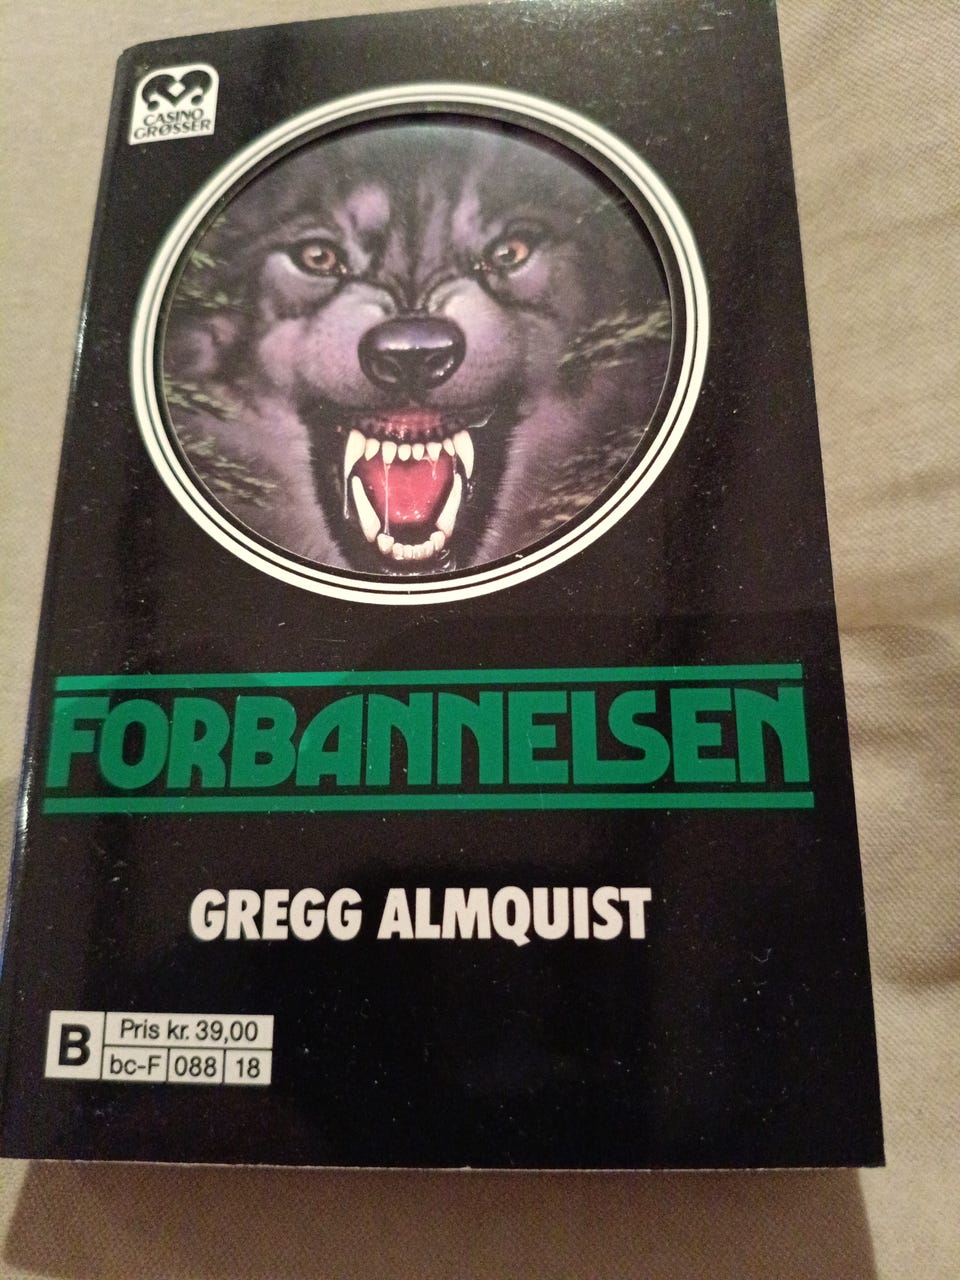 CASINO
GRØSSER
FORBANNELSEN
GREGG ALMQUIST
B
Pris kr. 39,00
bc-F 088 18